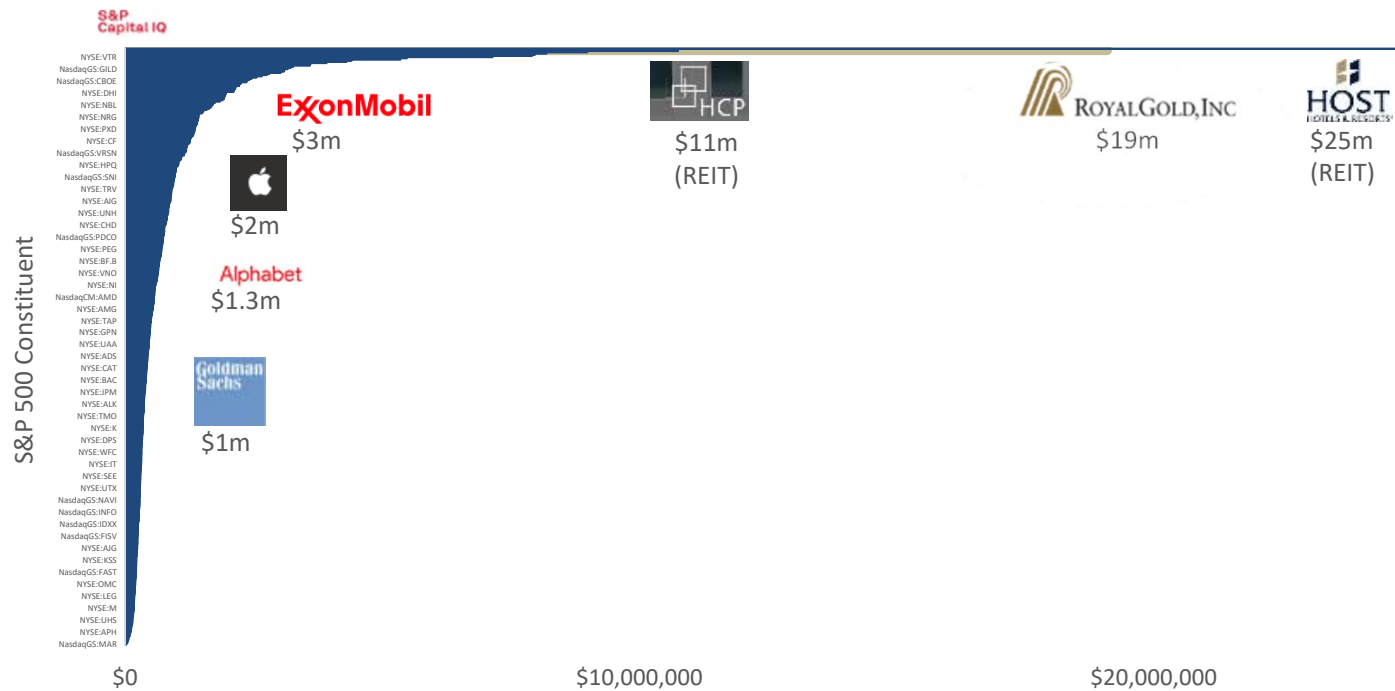 S&P
Capital IQ
NYSE:VTR
NasdaqGS:GILD
NasdaqGS:CBOE
NYSE:DHI
NYSE:NBL
NYSE:NRG
NYSE:PXD
NYSE:CF
NasdaqGS:VRSN
NYSE:HPQ
NasdaqGS:SNI
NYSE:TRV
NYSE:AIG
NYSE:UNH
NYSE:CHD
NasdaqGS:PDCO
NYSE:PEG
NYSE:BF.B
NYSE:VNO
NYSE:NI
NasdaqCM:AMD
NYSE:AMG
NYSE:TAP
NYSE:GPN
NYSE:UAA
NYSE:ADS
NYSE:CAT
NYSE:BAC
NYSE:JPM
NYSE:ALK
NYSE:TMO
NYSE:K
NYSE:DPS
NYSE:WFC
NYSE:IT
NYSE:SEE
NYSE:UTX
NasdaqGS:NAVI
NasdaqGS:INFO
NasdaqGS:IDXX
NasdaqGS:FISV
NYSE:AJG
NYSE:KSS
NasdaqGS:FAST
NYSE:OMC
NYSE:LEG
NYSE:M
NYSE:UHS
NYSE:APH
NasdaqGS:MAR
S&P 500 Constituent
ExxonMobil
$3m
$2m
Alphabet
$1.3m
Goldman
Sachs
$1m
HCP
$11m
(REIT)
ROYAL GOLD, INC
$19m
HOST
HOTELS & RESORTS
$25m
(REIT)
$0
$10,000,000
$20,000,000